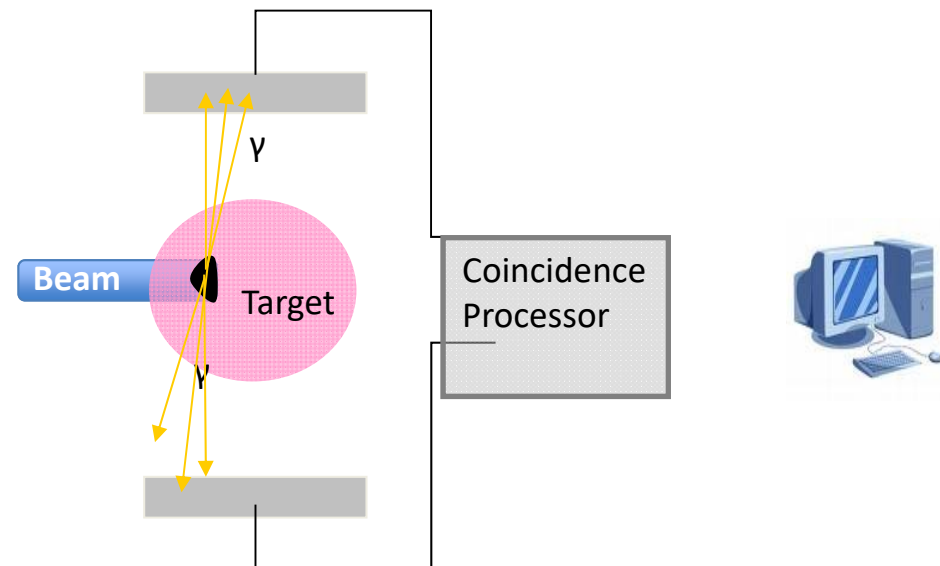 γ
Beam
Target
Coincidence
Processor
γ